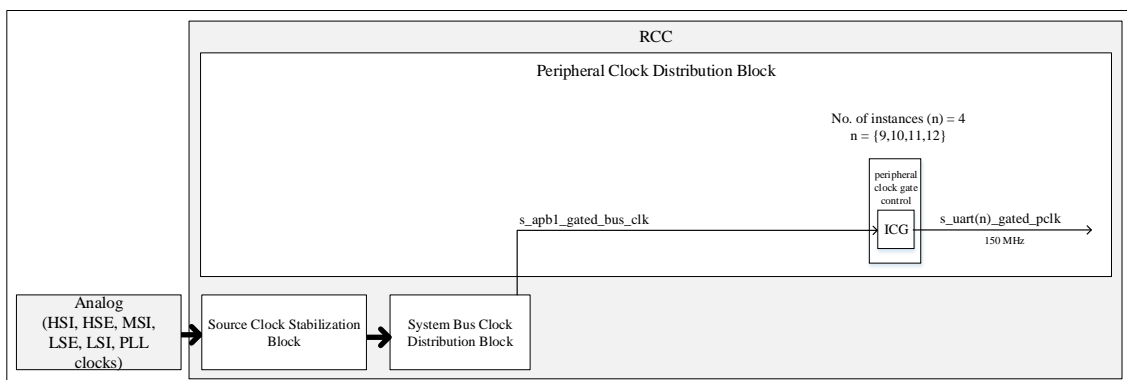 RCC
Peripheral Clock Distribution Block
No. of instances (n) = 4
n = {9,10,11,12}
peripheral
clock gate
control
ICG
s_apb1_gated_bus_clk
s_uart(n)_gated_pclk
150 MHz
Analog
(HSI, HSE, MSI,
LSE, LSI, PLL
clocks)
Source Clock Stabilization
Block
System Bus Clock
Distribution Block